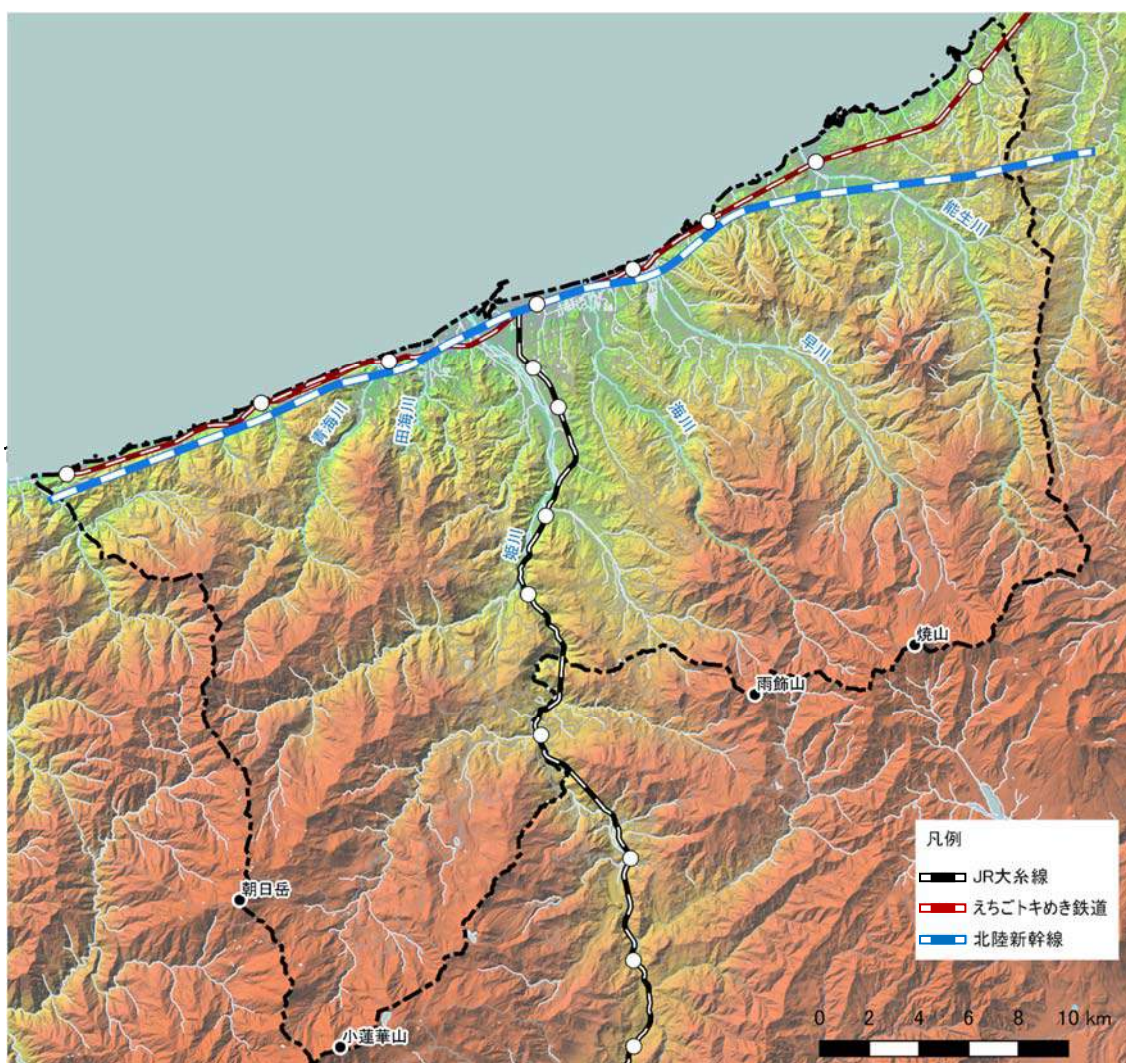 能生川
早川
海川
青海川
田海川
姫川
焼山
雨飾山
朝日岳
小蓮華山
凡例
JR大糸線
えちごトキめき鉄道
北陸新幹線
0 2 4 6 8 10 km